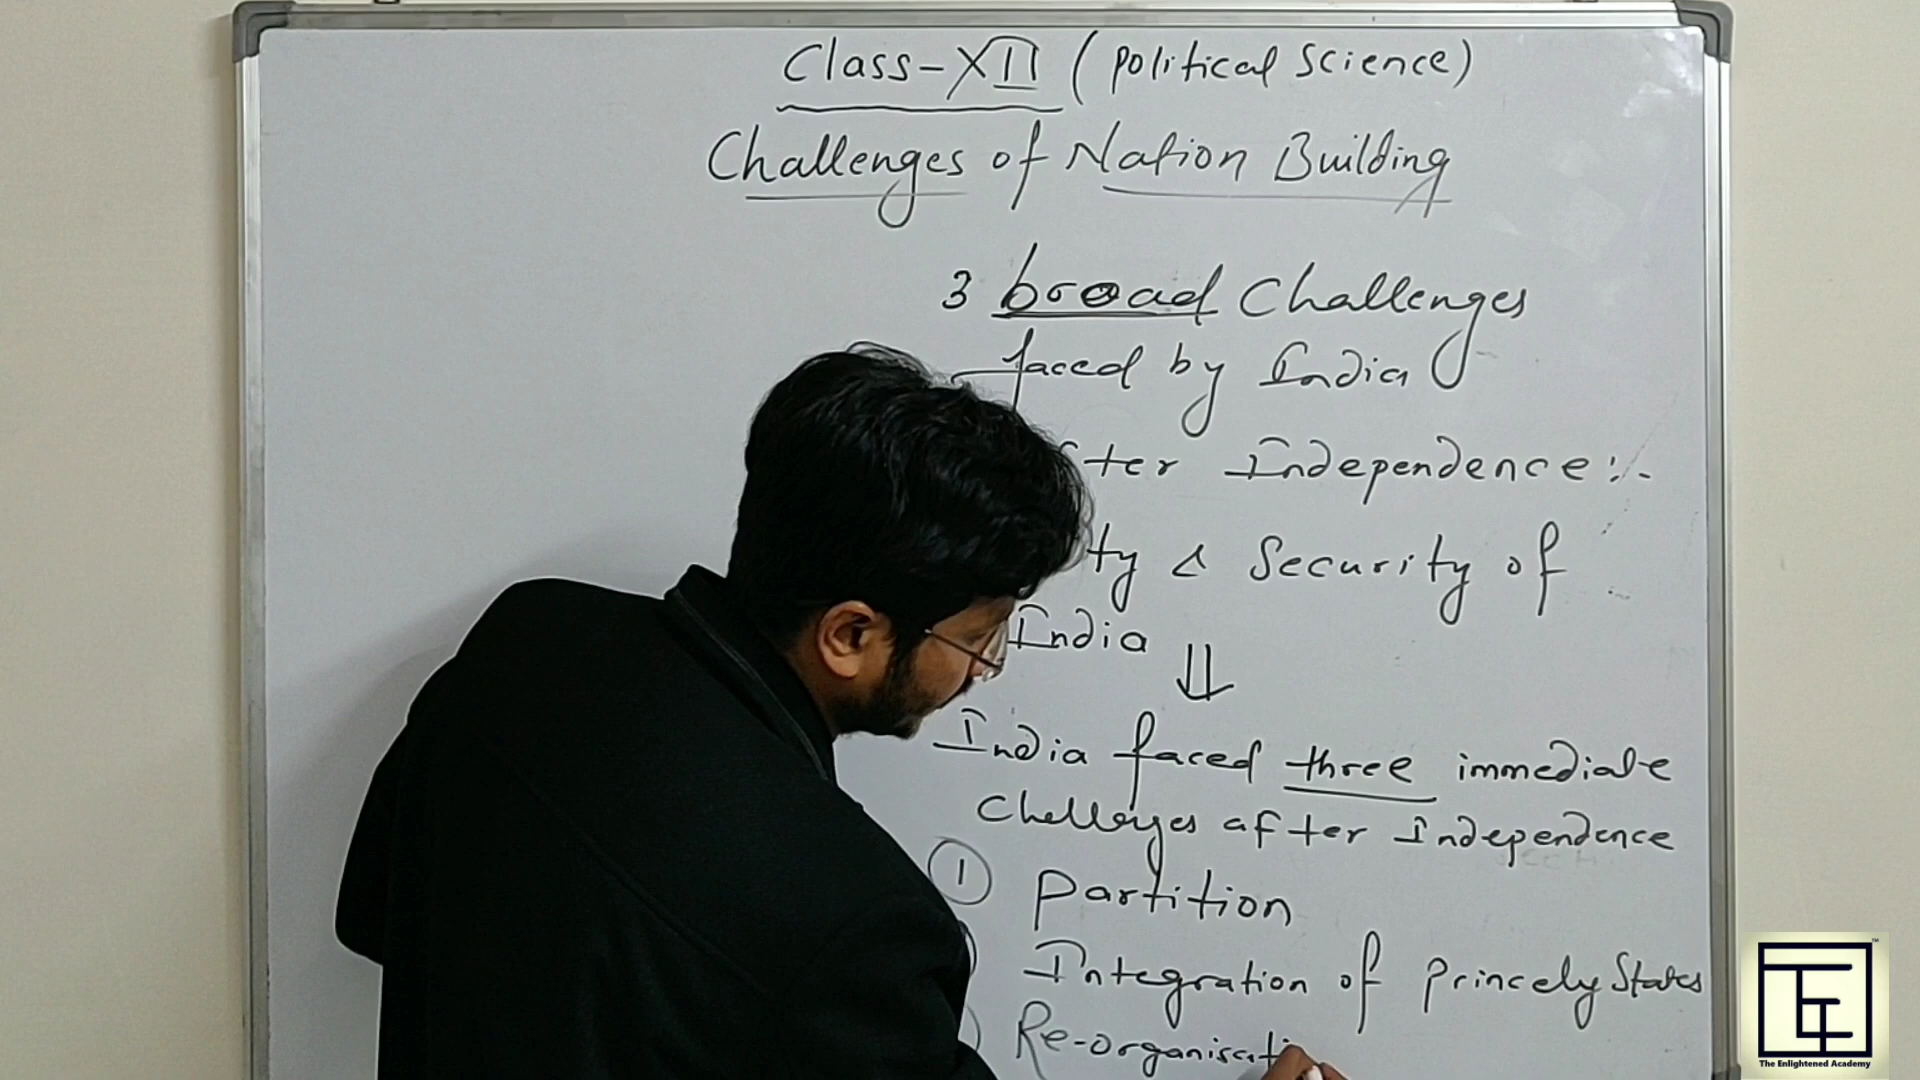 Class-XII (Political Science)
Challenges of Nation Building
3 broad Challenges
faced by India
fter Independence:-
ty & Security of
India
India faced three immediate
Challenges after Independence
1 Partition
Integration of Princely States
Re-organisati
The Enlightened Academy